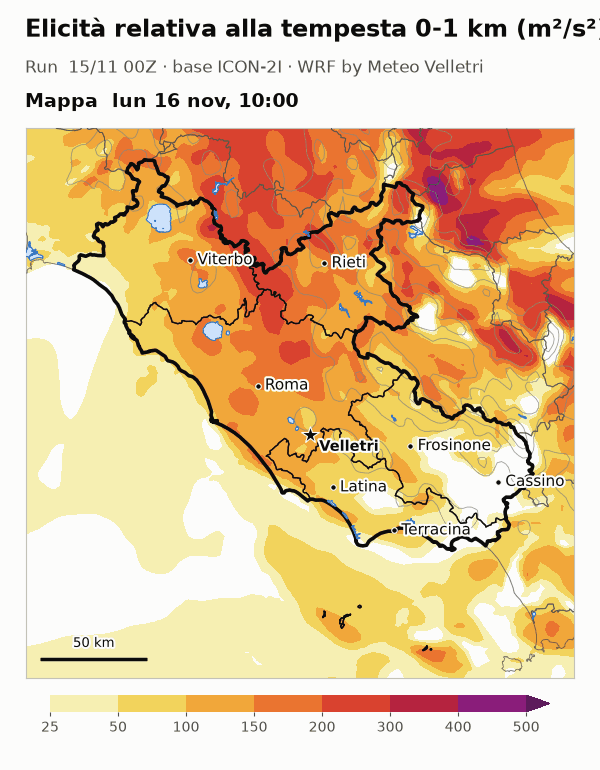 Elicità relativa alla tempesta 0-1 km (m²/s²)
Run 15/11 00Z · base ICON-2I · WRF by Meteo Velletri
Mappa lun 16 nov, 10:00
Viterbo
Rieti
Roma
Velletri
Frosinone
Latina
Cassino
Terracina
50 km
25 50 100 150 200 300 400 500